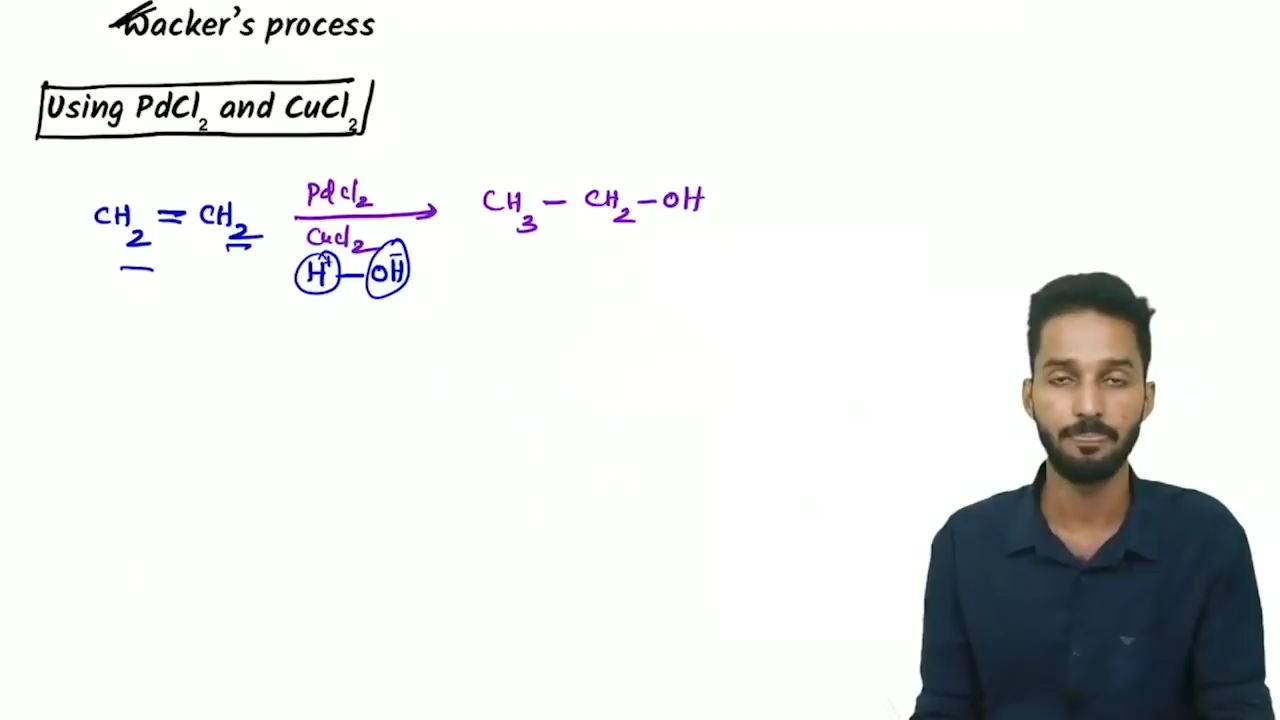 Wacker's process
Using PdCl₂ and CuCl₂
CH₂ = CH₂ PdCl₂ CH₃ – CH₂ – OH
CuCl₂
H⁺ – OH⁻